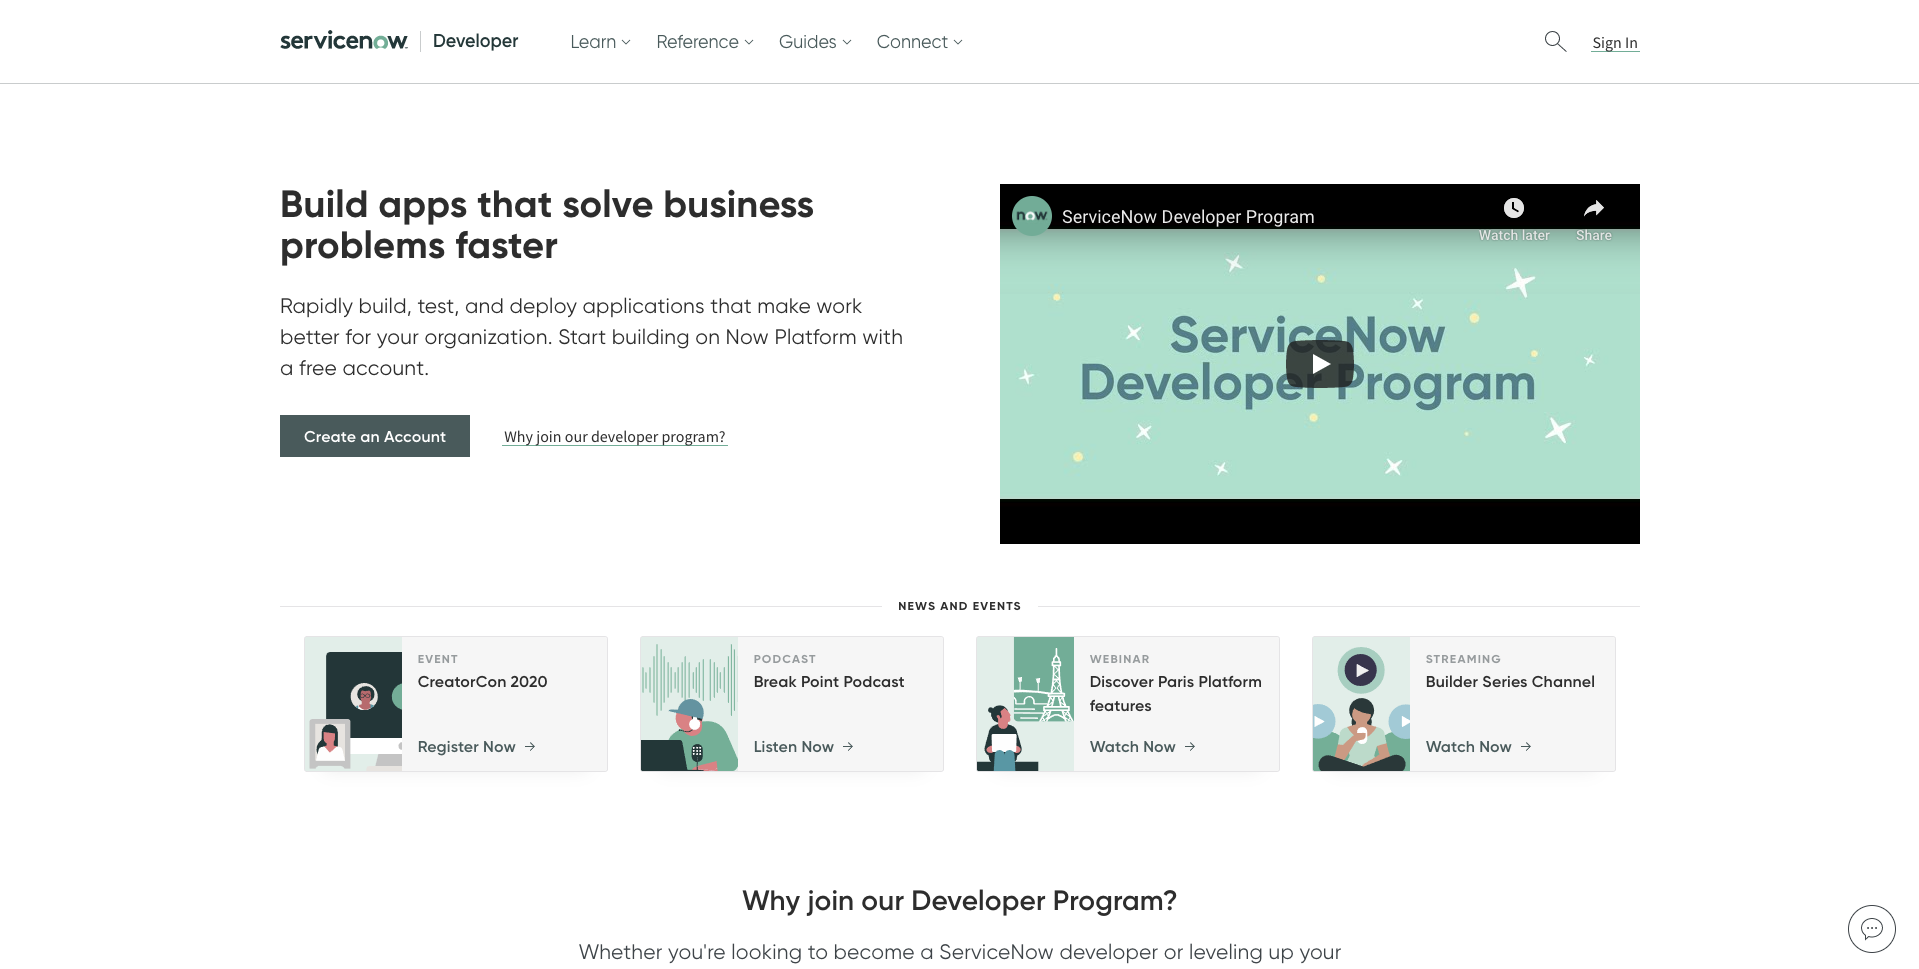 servicenow Developer Learn Reference Guides Connect Sign In
Build apps that solve business
problems faster
Rapidly build, test, and deploy applications that make work
better for your organization. Start building on Now Platform with
a free account.
Create an Account Why join our developer program?
now ServiceNow Developer Program
Watch later Share
ServiceNow
Developer Program
NEWS AND EVENTS
EVENT
CreatorCon 2020
Register Now →
PODCAST
Break Point Podcast
Listen Now →
WEBINAR
Discover Paris Platform
features
Watch Now →
STREAMING
Builder Series Channel
Watch Now →
Why join our Developer Program?
Whether you're looking to become a ServiceNow developer or leveling up your